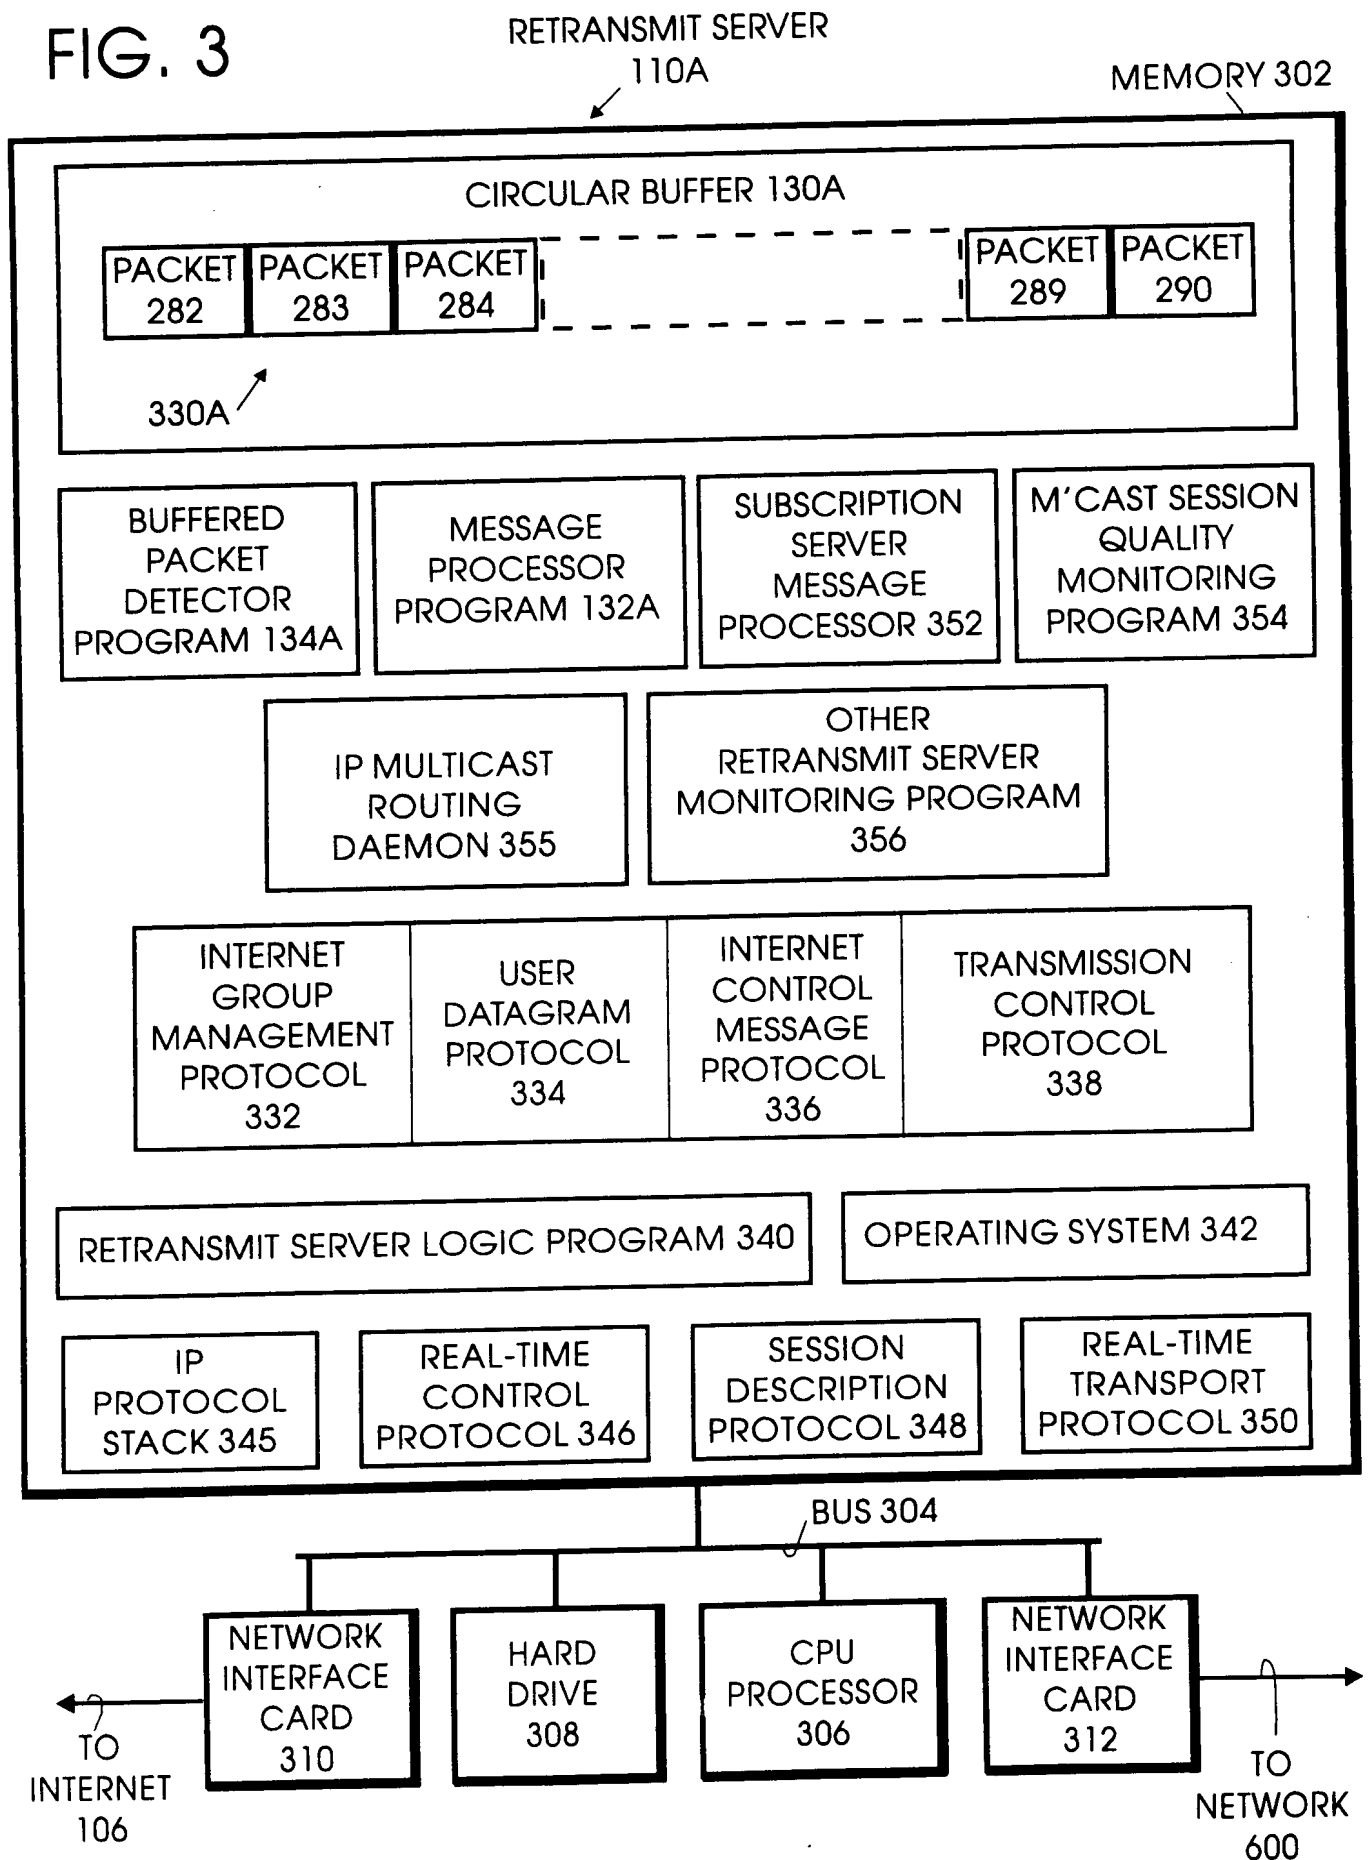 FIG. 3
RETRANSMIT SERVER
110A
MEMORY 302
CIRCULAR BUFFER 130A
PACKET
282
PACKET
283
PACKET
284
PACKET
289
PACKET
290
330A
BUFFERED
PACKET
DETECTOR
PROGRAM 134A
MESSAGE
PROCESSOR
PROGRAM 132A
SUBSCRIPTION
SERVER
MESSAGE
PROCESSOR 352
M'CAST SESSION
QUALITY
MONITORING
PROGRAM 354
IP MULTICAST
ROUTING
DAEMON 355
OTHER
RETRANSMIT SERVER
MONITORING PROGRAM
356
INTERNET
GROUP
MANAGEMENT
PROTOCOL
332
USER
DATAGRAM
PROTOCOL
334
INTERNET
CONTROL
MESSAGE
PROTOCOL
336
TRANSMISSION
CONTROL
PROTOCOL
338
RETRANSMIT SERVER LOGIC PROGRAM 340
OPERATING SYSTEM 342
IP
PROTOCOL
STACK 345
REAL-TIME
CONTROL
PROTOCOL 346
SESSION
DESCRIPTION
PROTOCOL 348
REAL-TIME
TRANSPORT
PROTOCOL 350
BUS 304
NETWORK
INTERFACE
CARD
310
HARD
DRIVE
308
CPU
PROCESSOR
306
NETWORK
INTERFACE
CARD
312
TO
INTERNET
106
TO
NETWORK
600